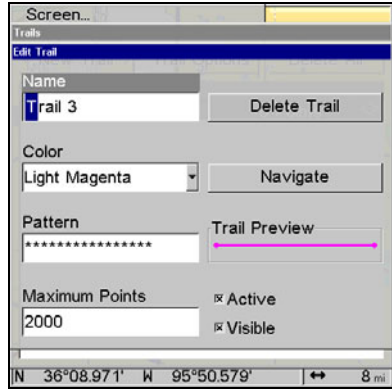 Screen...
Trails
Edit Trail
Name
Trail 3
Delete Trail
Color
Light Magenta
Navigate
Pattern
****************
Trail Preview
Maximum Points
2000
Active
Visible
N 36°08.971' W 95°50.579' ↔ 8 mi